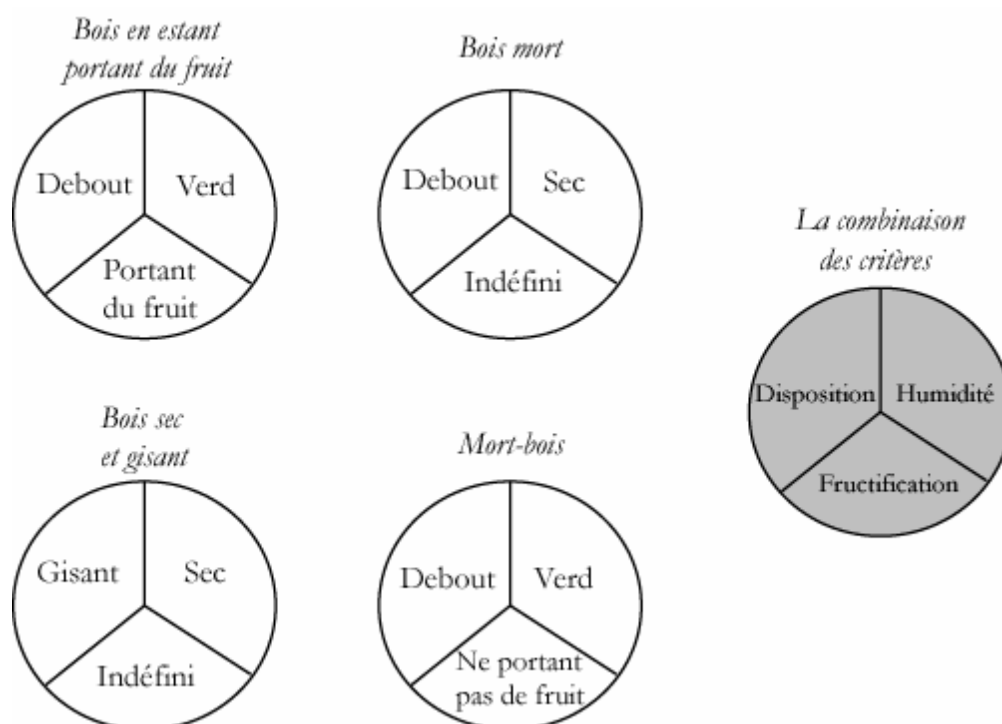 Bois en estant
portant du fruit
Debout
Verd
Portant
du fruit
Bois mort
Debout
Sec
Indéfini
Bois sec
et gisant
Gisant
Sec
Indéfini
Mort-bois
Debout
Verd
Ne portant
pas de fruit
La combinaison
des critères
Disposition
Humidité
Fructification